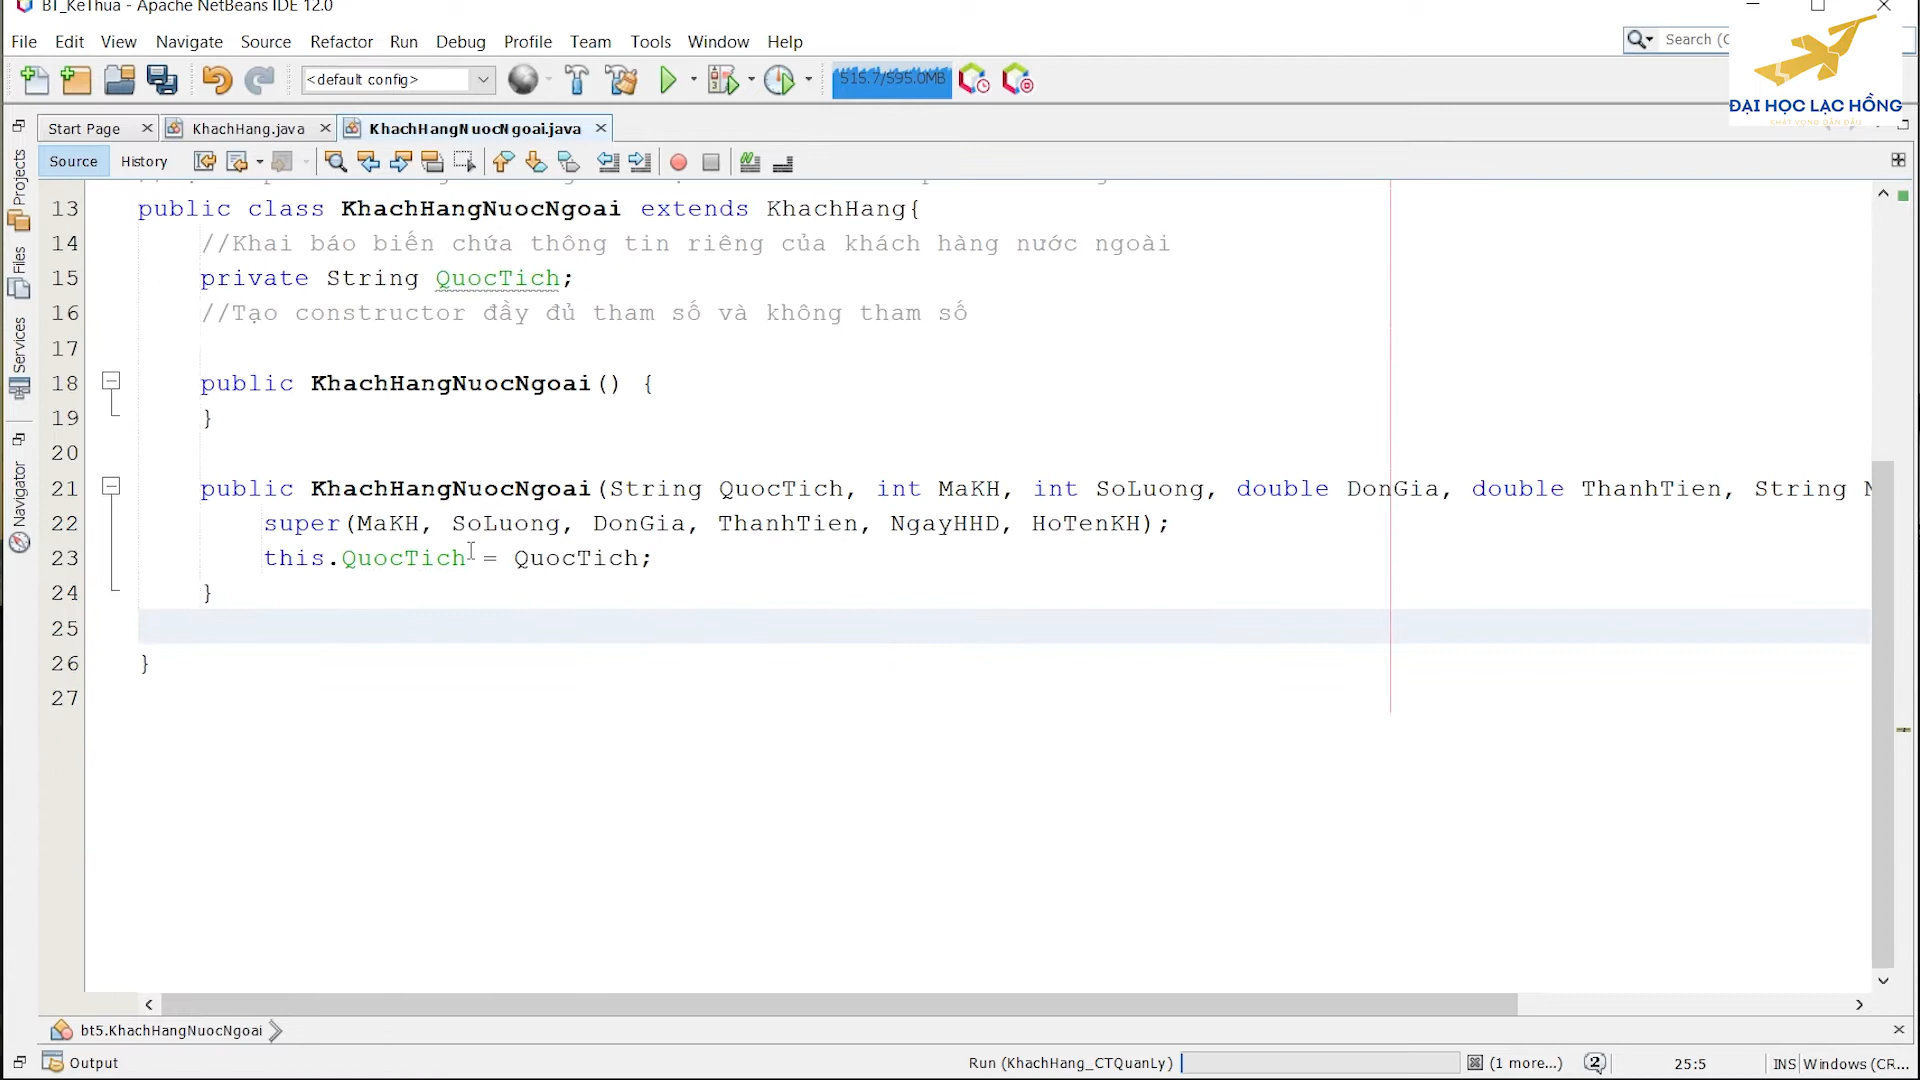 BT_KeThua - Apache NetBeans IDE 12.0
File Edit View Navigate Source Refactor Run Debug Profile Team Tools Window Help
Search (C
<default config>
515.7/595.0MB
ĐẠI HỌC LẠC HỒNG
KHÁT VỌNG DẪN ĐẦU
Start Page KhachHang.java KhachHangNuocNgoai.java
Source History
Projects
Files
Services
Navigator
13 public class KhachHangNuocNgoai extends KhachHang{
14 //Khai báo biến chứa thông tin riêng của khách hàng nước ngoài
15 private String QuocTich;
16 //Tạo constructor đầy đủ tham số và không tham số
17
18 public KhachHangNuocNgoai() {
19 }
20
21 public KhachHangNuocNgoai(String QuocTich, int MaKH, int SoLuong, double DonGia, double ThanhTien, String N
22 super(MaKH, SoLuong, DonGia, ThanhTien, NgayHHD, HoTenKH);
23 this.QuocTich = QuocTich;
24 }
25
26 }
27
bt5.KhachHangNuocNgoai
Output
Run (KhachHang_CTQuanLy)
(1 more...)
2
25:5
INS
Windows (CR...